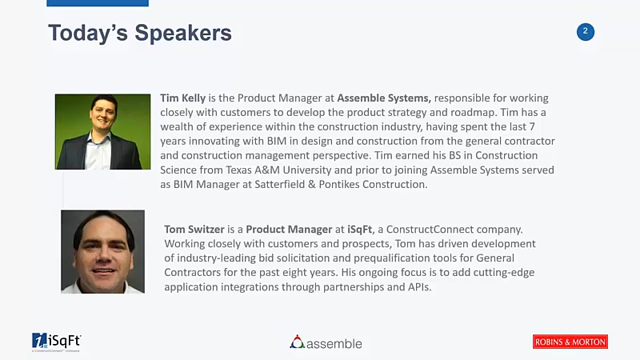 Today's Speakers
2
Tim Kelly is the Product Manager at Assemble Systems, responsible for working
closely with customers to develop the product strategy and roadmap. Tim has a
wealth of experience within the construction industry, having spent the last 7
years innovating with BIM in design and construction from the general contractor
and construction management perspective. Tim earned his BS in Construction
Science from Texas A&M University and prior to joining Assemble Systems served
as BIM Manager at Satterfield & Pontikes Construction.
Tom Switzer is a Product Manager at iSqFt, a ConstructConnect company.
Working closely with customers and prospects, Tom has driven development
of industry-leading bid solicitation and prequalification tools for General
Contractors for the past eight years. His ongoing focus is to add cutting-edge
application integrations through partnerships and APIs.
iSqFt
assemble
ROBINS & MORTON